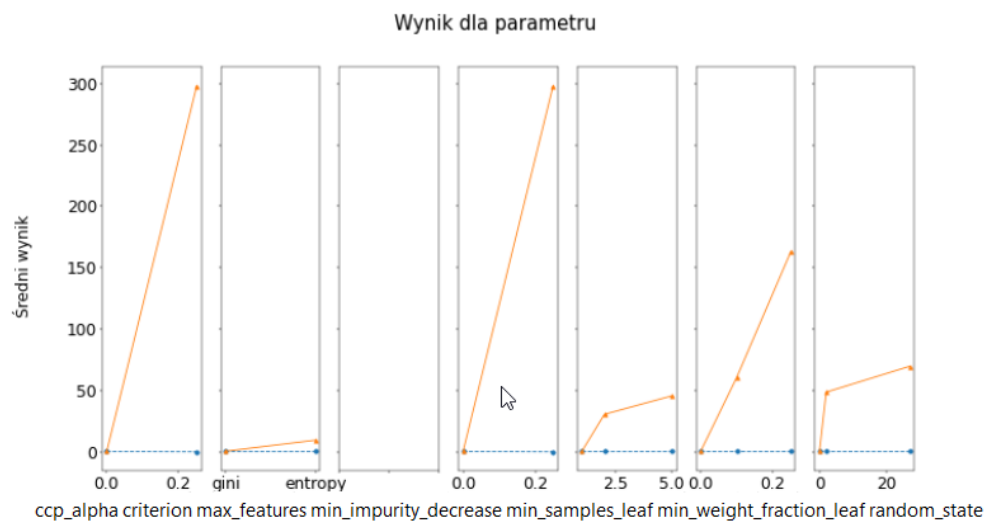 Wynik dla parametru
Średni wynik
300
250
200
150
100
50
0
0.0 0.2 gini entropy 0.0 0.2 2.5 5.0 0.0 0.2 0 20
ccp_alpha criterion max_features min_impurity_decrease min_samples_leaf min_weight_fraction_leaf random_state